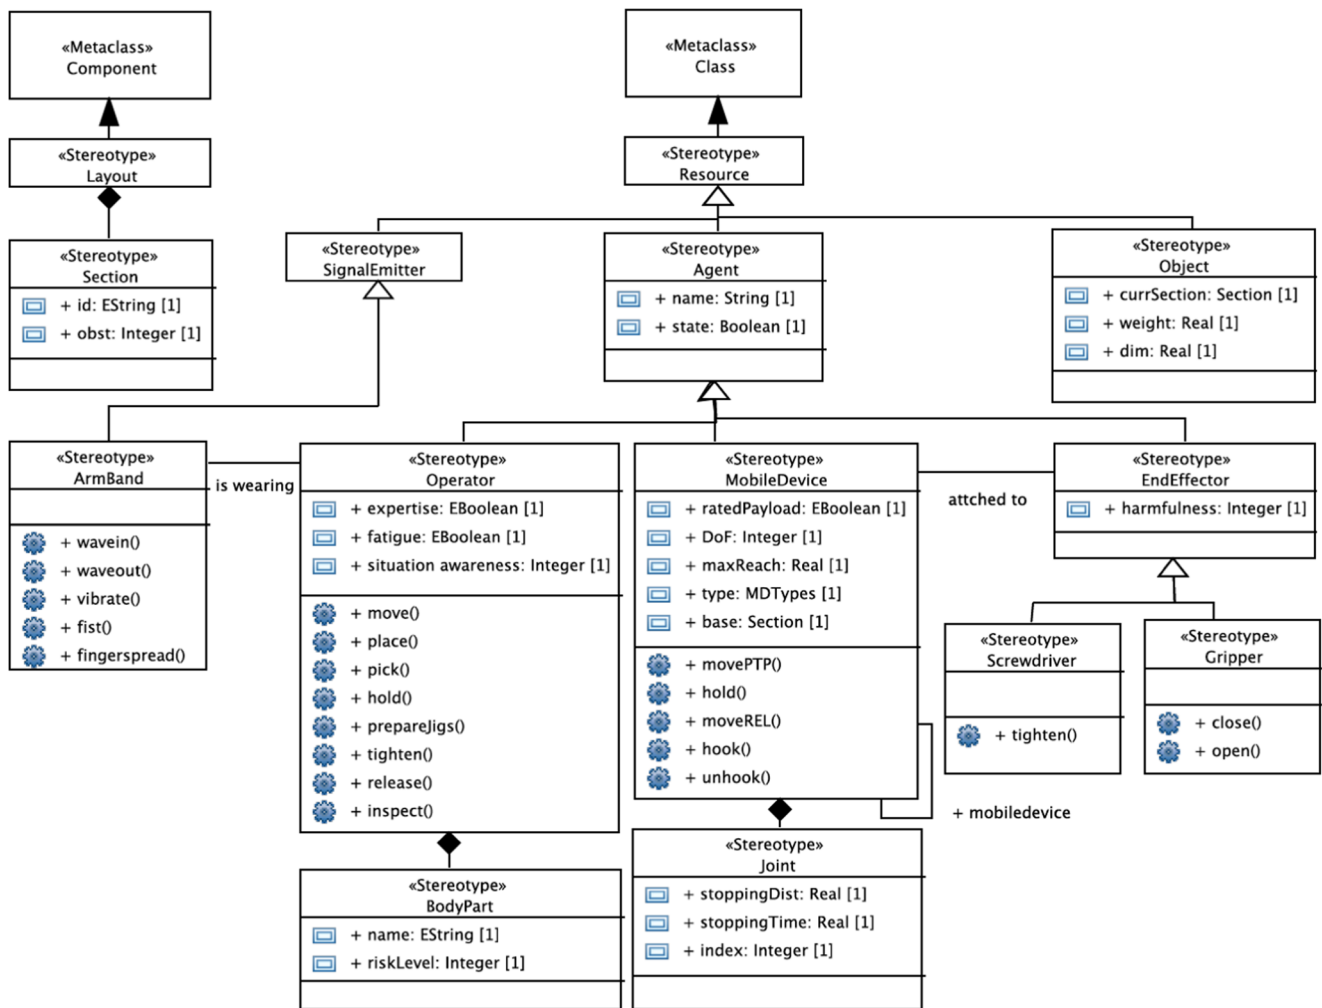 «Metaclass»
Component
«Metaclass»
Class
«Stereotype»
Layout
«Stereotype»
Resource
«Stereotype»
Section
+ id: EString [1]
+ obst: Integer [1]
«Stereotype»
SignalEmitter
«Stereotype»
Agent
+ name: String [1]
+ state: Boolean [1]
«Stereotype»
Object
+ currSection: Section [1]
+ weight: Real [1]
+ dim: Real [1]
«Stereotype»
ArmBand
+ wavein()
+ waveout()
+ vibrate()
+ fist()
+ fingerspread()
is wearing
«Stereotype»
Operator
+ expertise: EBoolean [1]
+ fatigue: EBoolean [1]
+ situation awareness: Integer [1]
+ move()
+ place()
+ pick()
+ hold()
+ prepareJigs()
+ tighten()
+ release()
+ inspect()
«Stereotype»
MobileDevice
+ ratedPayload: EBoolean [1]
+ DoF: Integer [1]
+ maxReach: Real [1]
+ type: MDTypes [1]
+ base: Section [1]
+ movePTP()
+ hold()
+ moveREL()
+ hook()
+ unhook()
attched to
«Stereotype»
EndEffector
+ harmfulness: Integer [1]
«Stereotype»
Screwdriver
+ tighten()
«Stereotype»
Gripper
+ close()
+ open()
+ mobiledevice
«Stereotype»
BodyPart
+ name: EString [1]
+ riskLevel: Integer [1]
«Stereotype»
Joint
+ stoppingDist: Real [1]
+ stoppingTime: Real [1]
+ index: Integer [1]